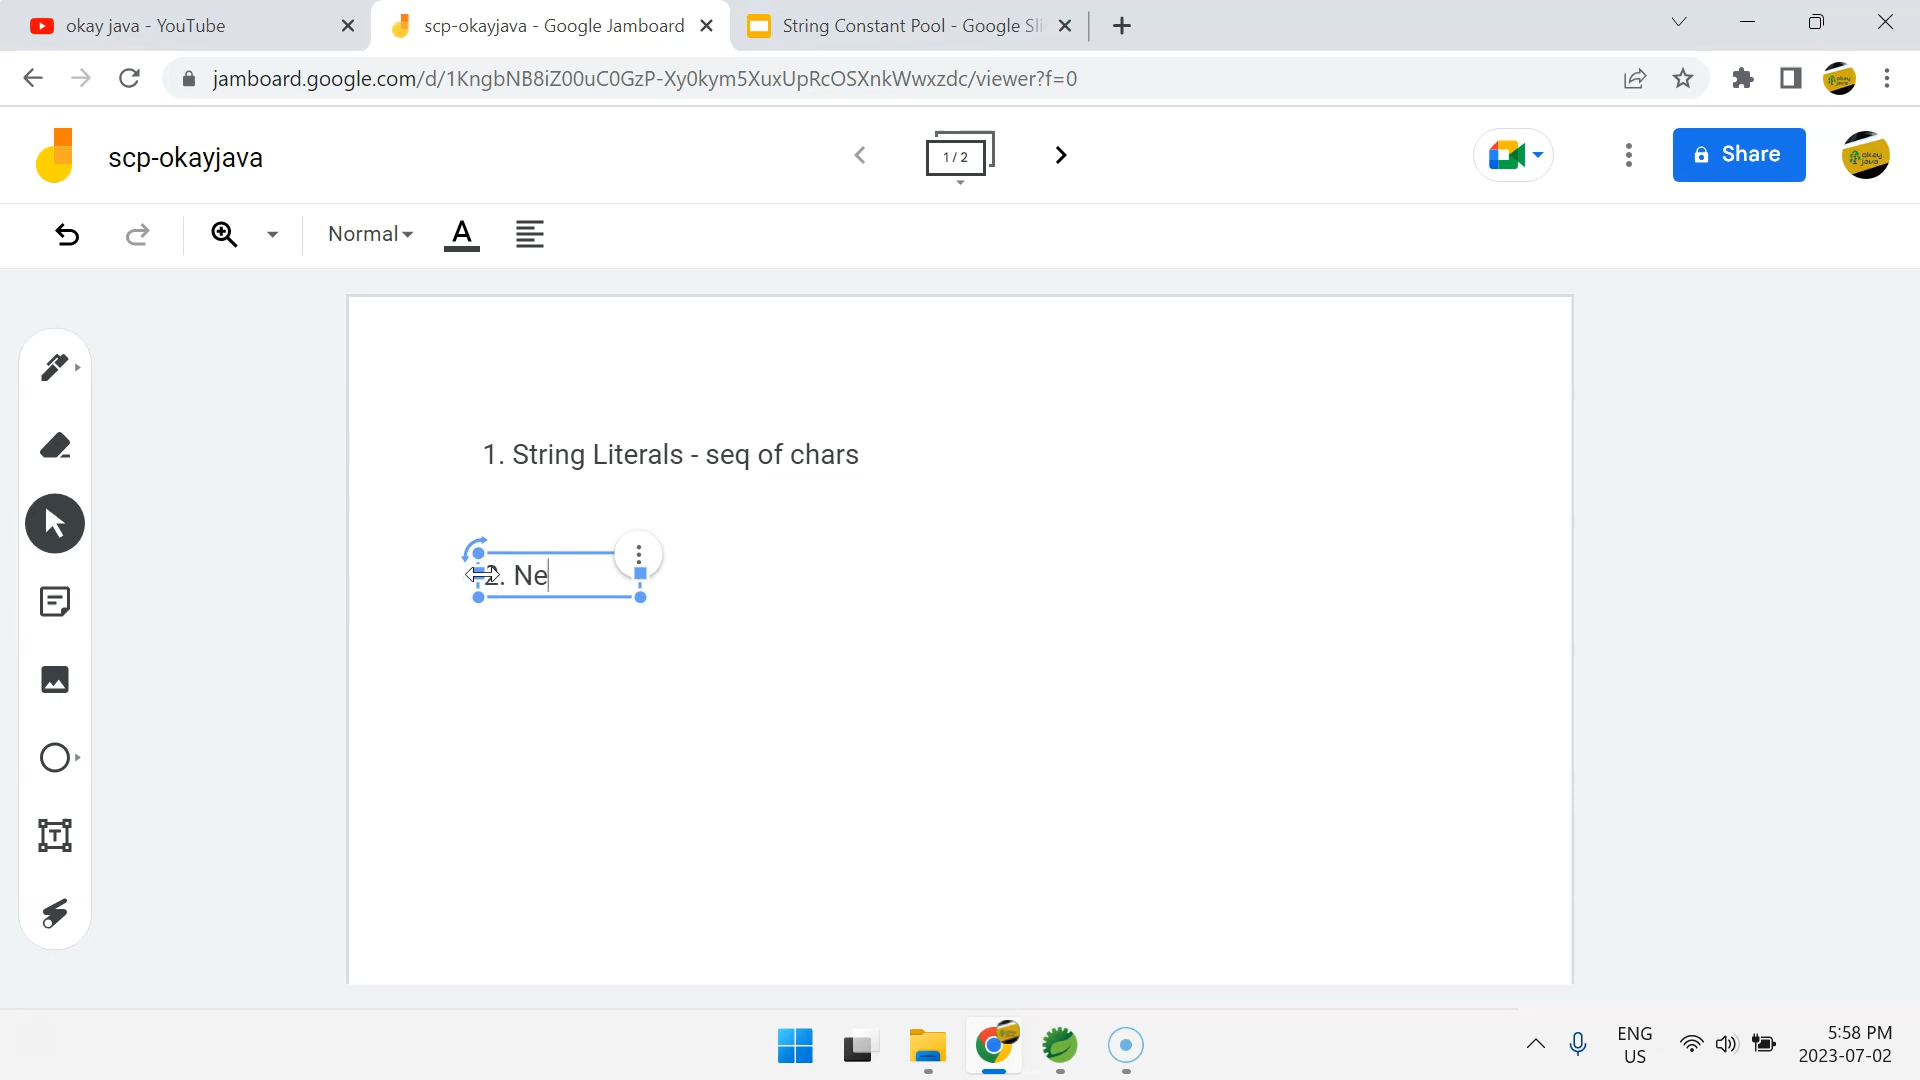 okay java - YouTube
scp-okayjava - Google Jamboard
String Constant Pool - Google Sli
jamboard.google.com/d/1KngbNB8iZ00uC0GzP-Xy0kym5XuxUpRcOSXnkWwxzdc/viewer?f=0
scp-okayjava
1 / 2
Share
Normal
A
1. String Literals - seq of chars
2. Ne
ENG
US
5:58 PM
2023-07-02